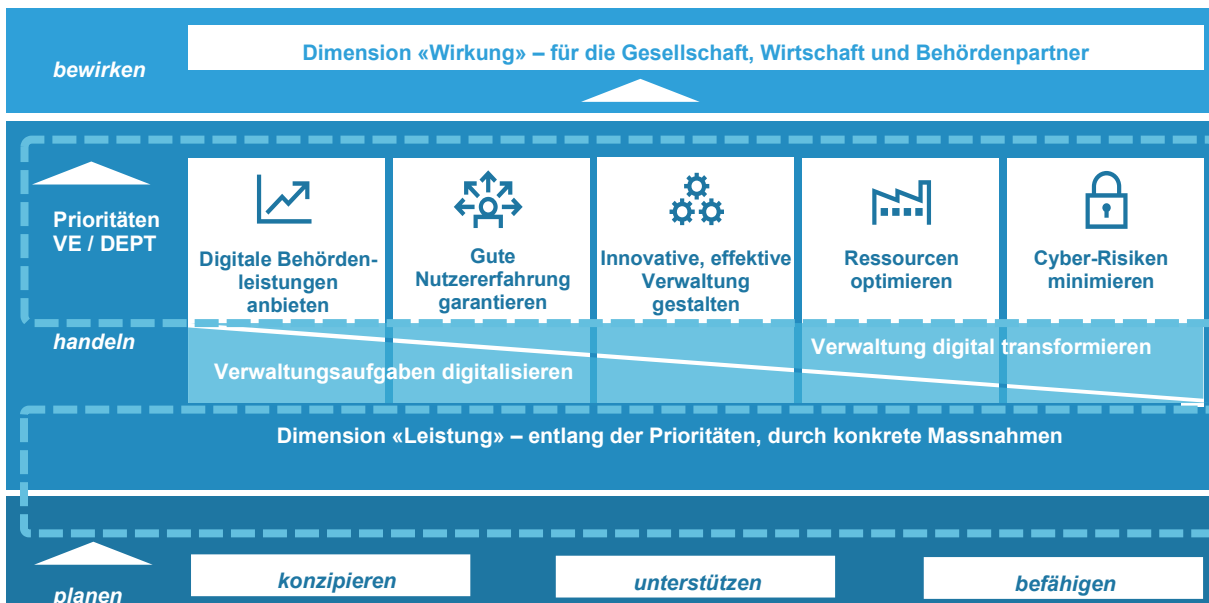 bewirken
Dimension «Wirkung» – für die Gesellschaft, Wirtschaft und Behördenpartner
Prioritäten
VE / DEPT
Digitale Behörden-
leistungen
anbieten
Gute
Nutzererfahrung
garantieren
Innovative, effektive
Verwaltung
gestalten
Ressourcen
optimieren
Cyber-Risiken
minimieren
handeln
Verwaltung digital transformieren
Verwaltungsaufgaben digitalisieren
Dimension «Leistung» – entlang der Prioritäten, durch konkrete Massnahmen
planen
konzipieren
unterstützen
befähigen